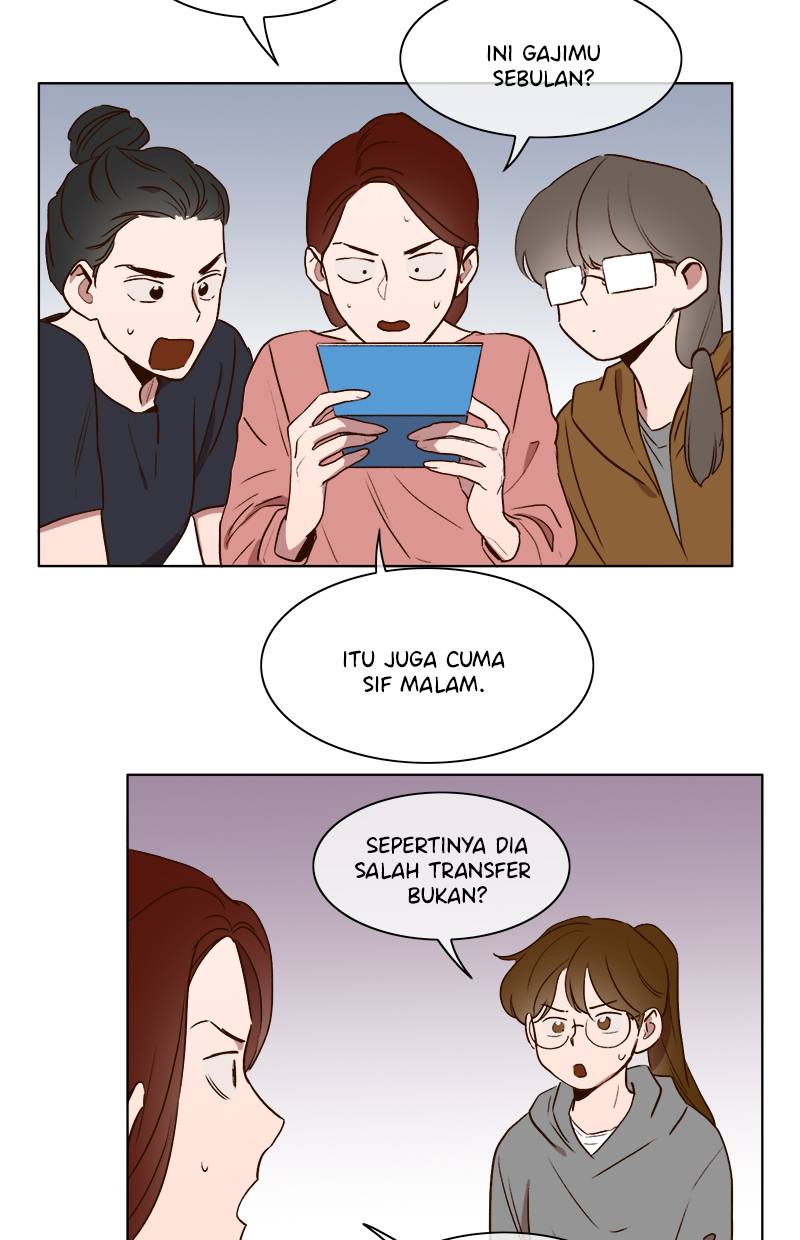 INI GAJIMU
SEBULAN?
ITU JUGA CUMA
SIF MALAM.
SEPERTINYA DIA
SALAH TRANSFER
BUKAN?